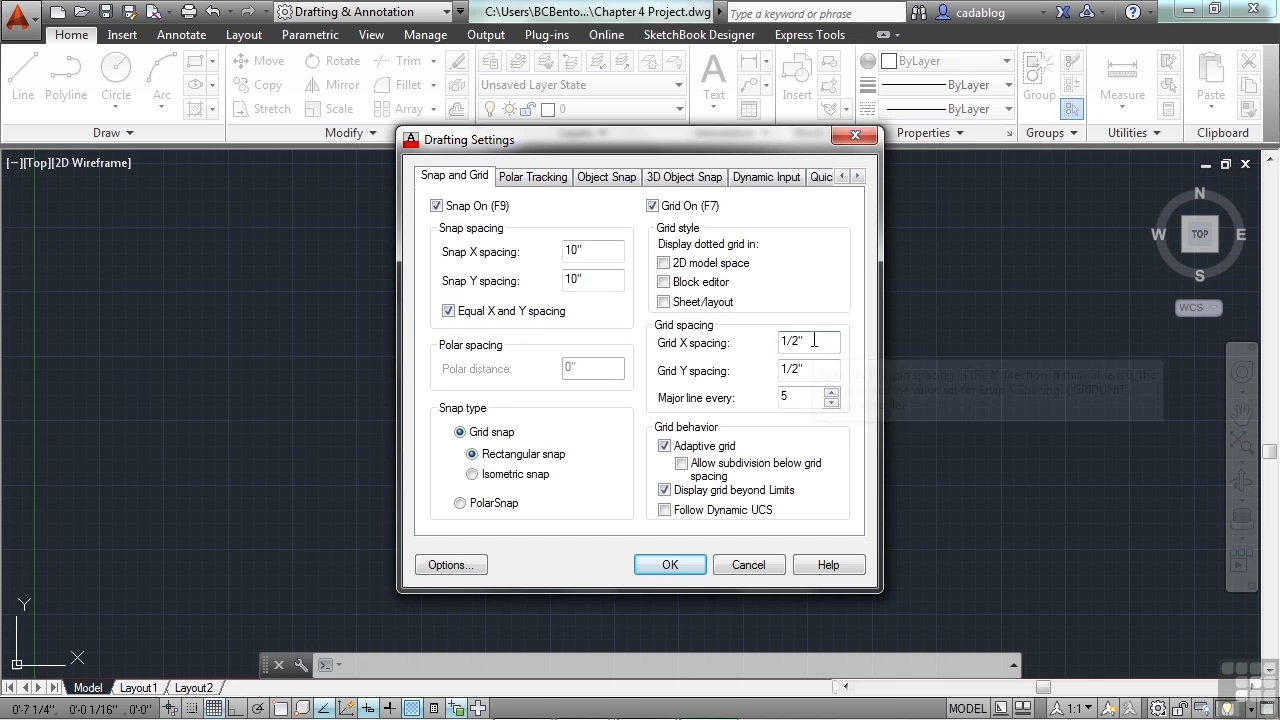 Drafting & Annotation
C:\Users\BCBento...\Chapter 4 Project.dwg
Type a keyword or phrase
cadablog
Home Insert Annotate Layout Parametric View Manage Output Plug-ins Online SketchBook Designer Express Tools
Line Polyline Circle Arc
Move Rotate Trim
Copy Mirror Fillet
Stretch Scale Array
Unsaved Layer State
0
Text
Insert
ByLayer
ByLayer
ByLayer
Group
Measure
Paste
Draw Modify Properties Groups Utilities Clipboard
[−][Top][2D Wireframe]
Drafting Settings
Snap and Grid Polar Tracking Object Snap 3D Object Snap Dynamic Input Quic
Snap On (F9)
Snap spacing
Snap X spacing: 10"
Snap Y spacing: 10"
Equal X and Y spacing
Polar spacing
Polar distance: 0"
Snap type
Grid snap
Rectangular snap
Isometric snap
PolarSnap
Grid On (F7)
Grid style
Display dotted grid in:
2D model space
Block editor
Sheet/layout
Grid spacing
Grid X spacing: 1/2"
Grid Y spacing: 1/2"
Major line every: 5
Grid behavior
Adaptive grid
Allow subdivision below grid
spacing
Display grid beyond Limits
Follow Dynamic UCS
Options... OK Cancel Help
N
W TOP E
S
WCS
Y
X
Model Layout1 Layout2
0'-7 1/4", 0'-0 1/16" , 0'-0"
MODEL
1:1